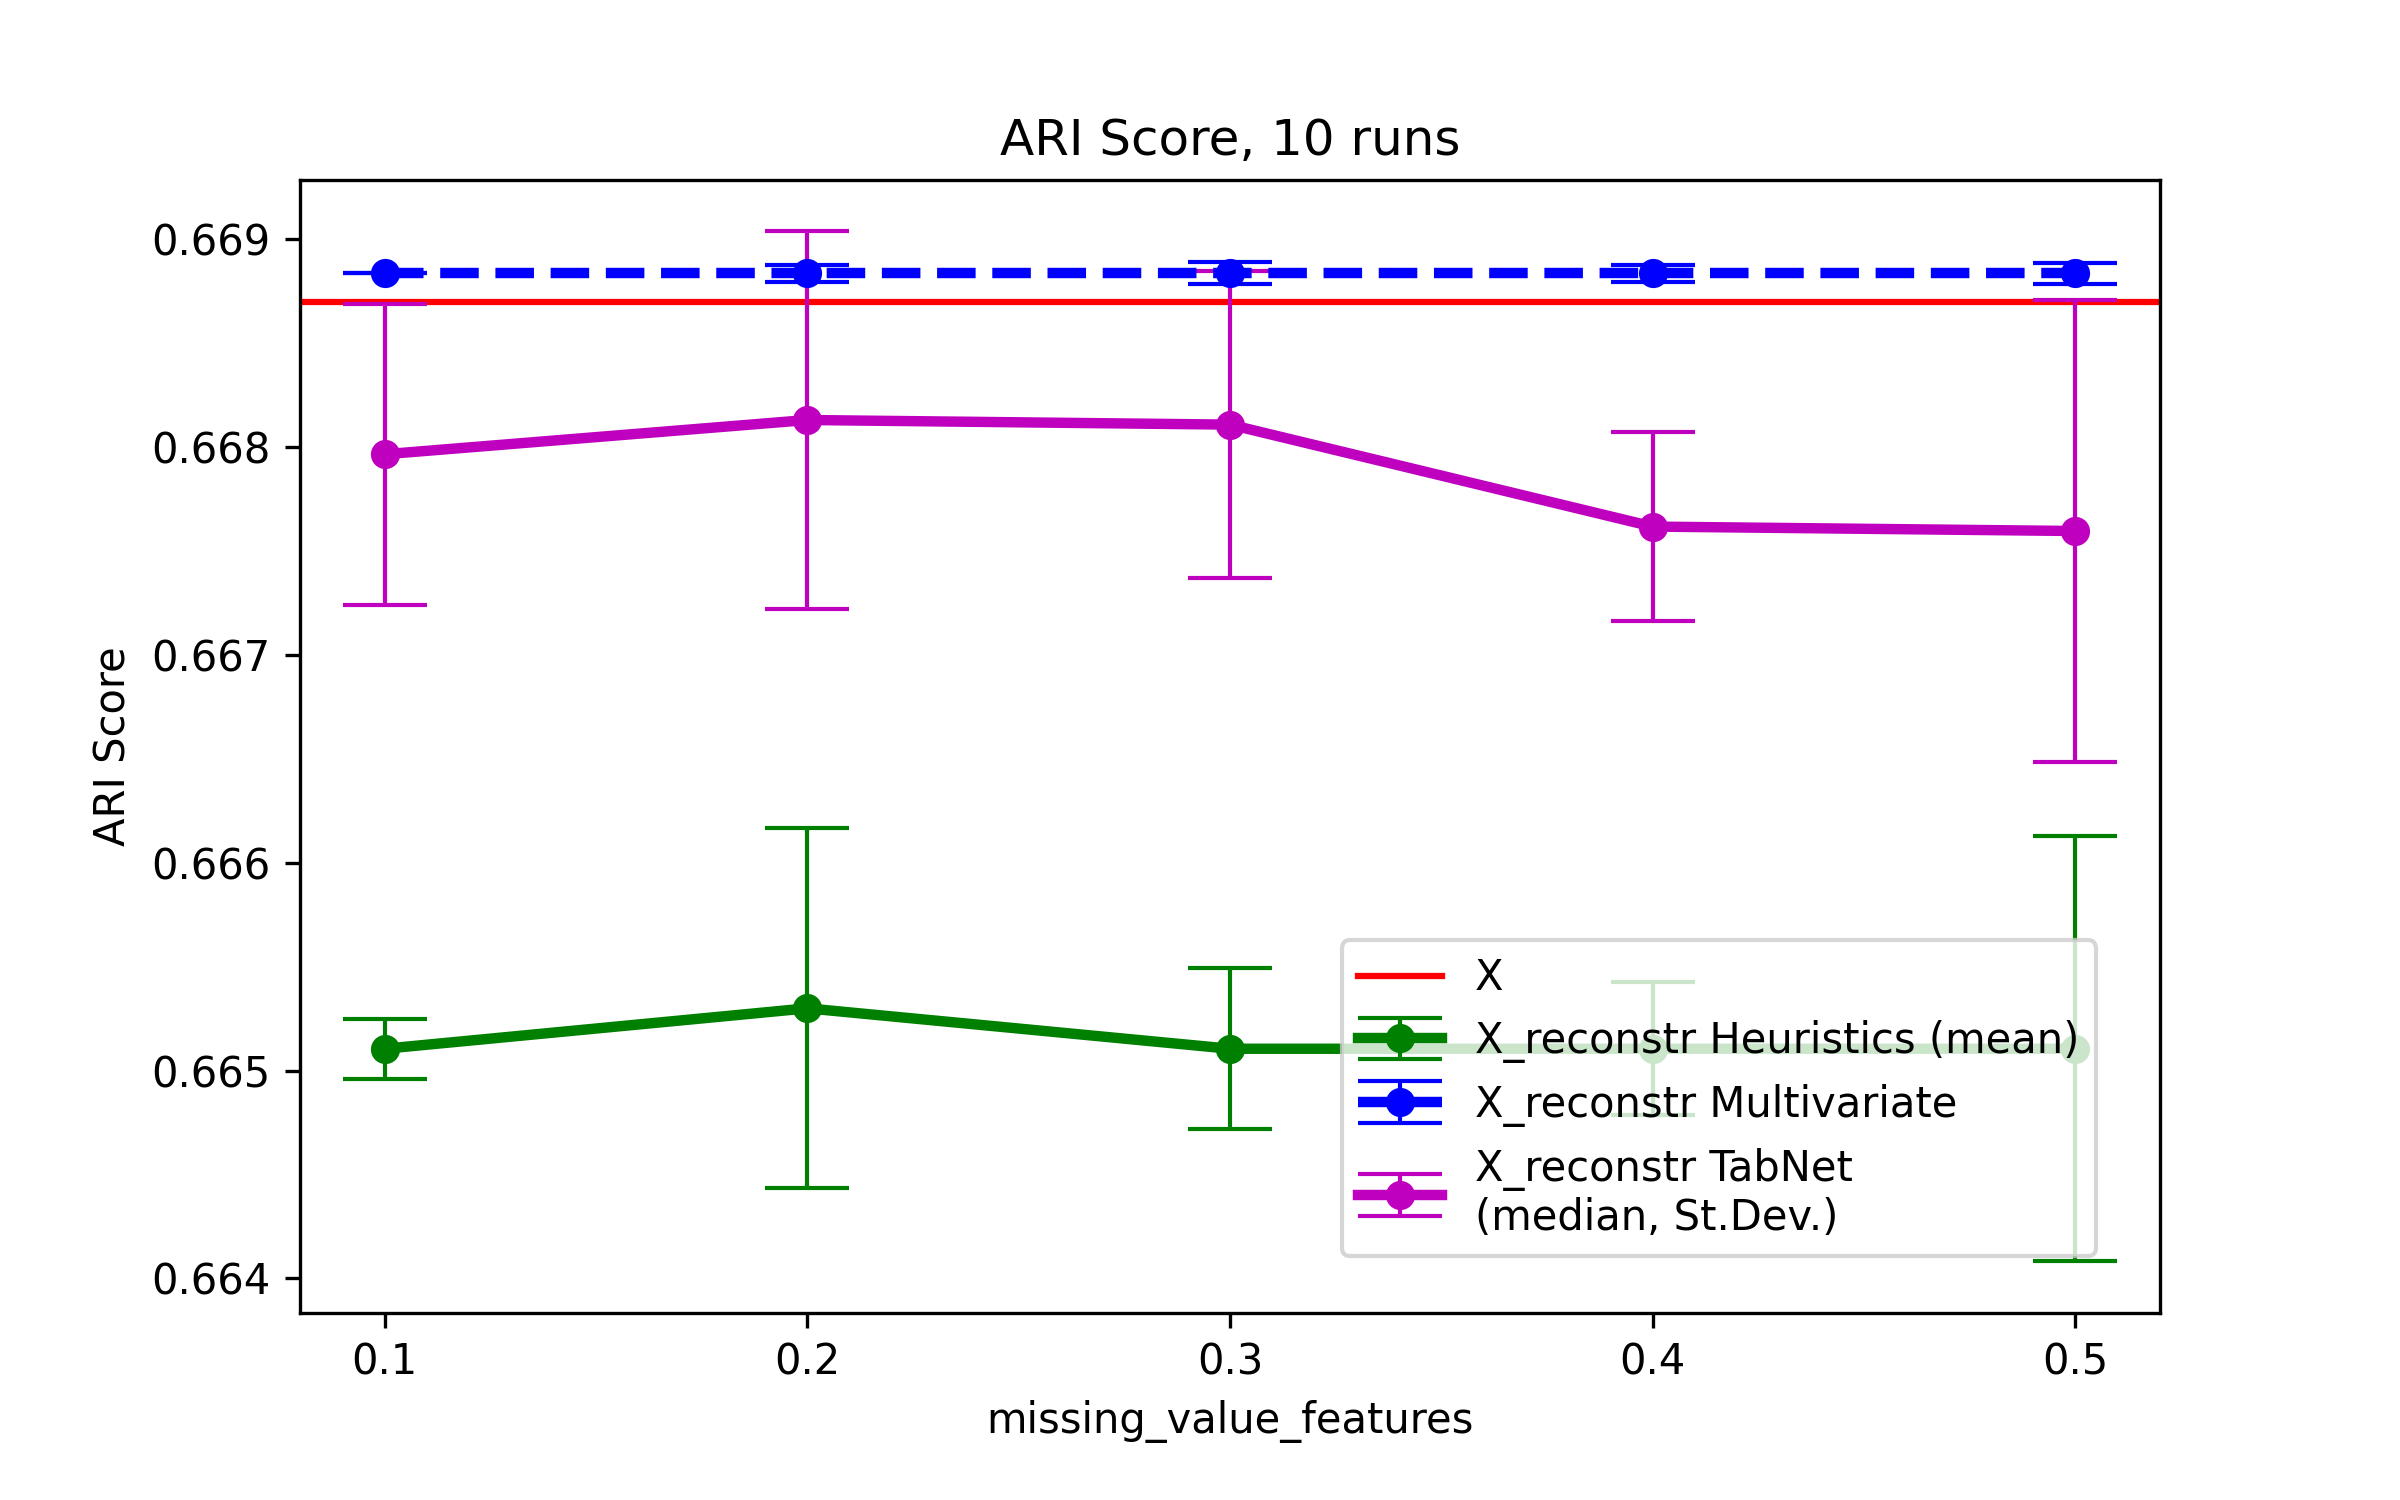 ARI Score, 10 runs
0.669
0.668
0.667
0.666
0.665
0.664
ARI Score
X
X_reconstr Heuristics (mean)
X_reconstr Multivariate
X_reconstr TabNet
(median, St.Dev.)
0.1
0.2
0.3
0.4
0.5
missing_value_features